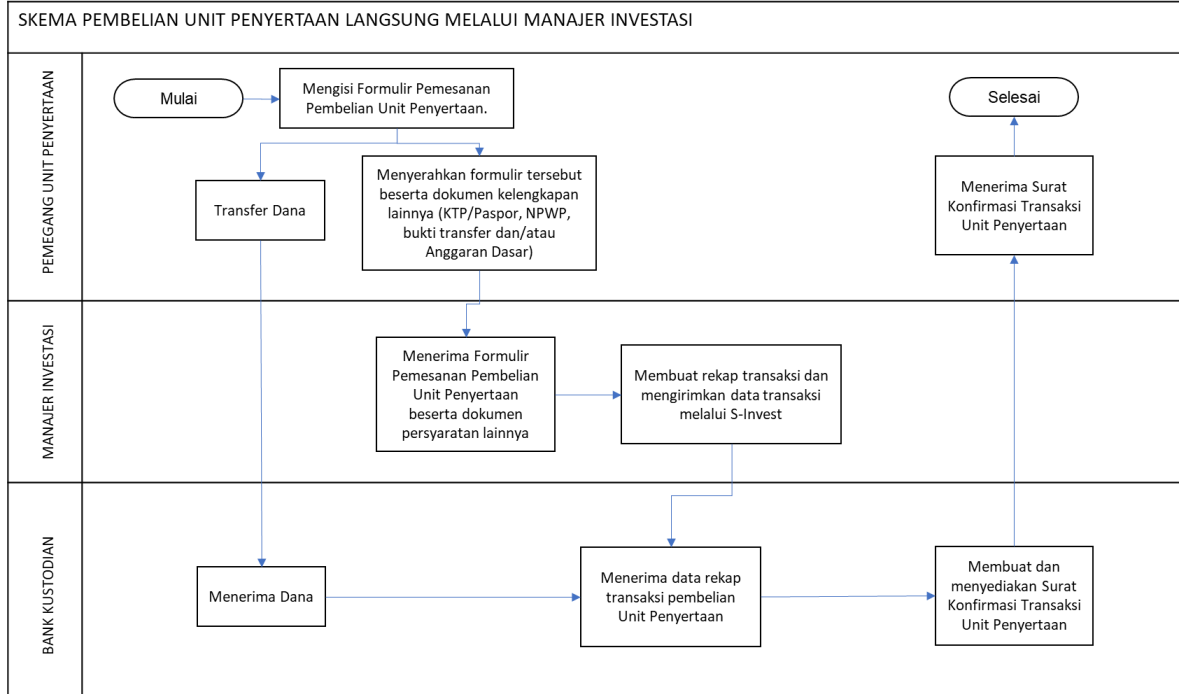 SKEMA PEMBELIAN UNIT PENYERTAAN LANGSUNG MELALUI MANAJER INVESTASI
PEMEGANG UNIT PENYERTAAN
Mulai
Mengisi Formulir Pemesanan
Pembelian Unit Penyertaan.
Selesai
Transfer Dana
Menyerahkan formulir tersebut
beserta dokumen kelengkapan
lainnya (KTP/Paspor, NPWP,
bukti transfer dan/atau
Anggaran Dasar)
Menerima Surat
Konfirmasi Transaksi
Unit Penyertaan
MANAJER INVESTASI
Menerima Formulir
Pemesanan Pembelian
Unit Penyertaan
beserta dokumen
persyaratan lainnya
Membuat rekap transaksi dan
mengirimkan data transaksi
melalui S-Invest
BANK KUSTODIAN
Menerima Dana
Menerima data rekap
transaksi pembelian
Unit Penyertaan
Membuat dan
menyediakan Surat
Konfirmasi Transaksi
Unit Penyertaan